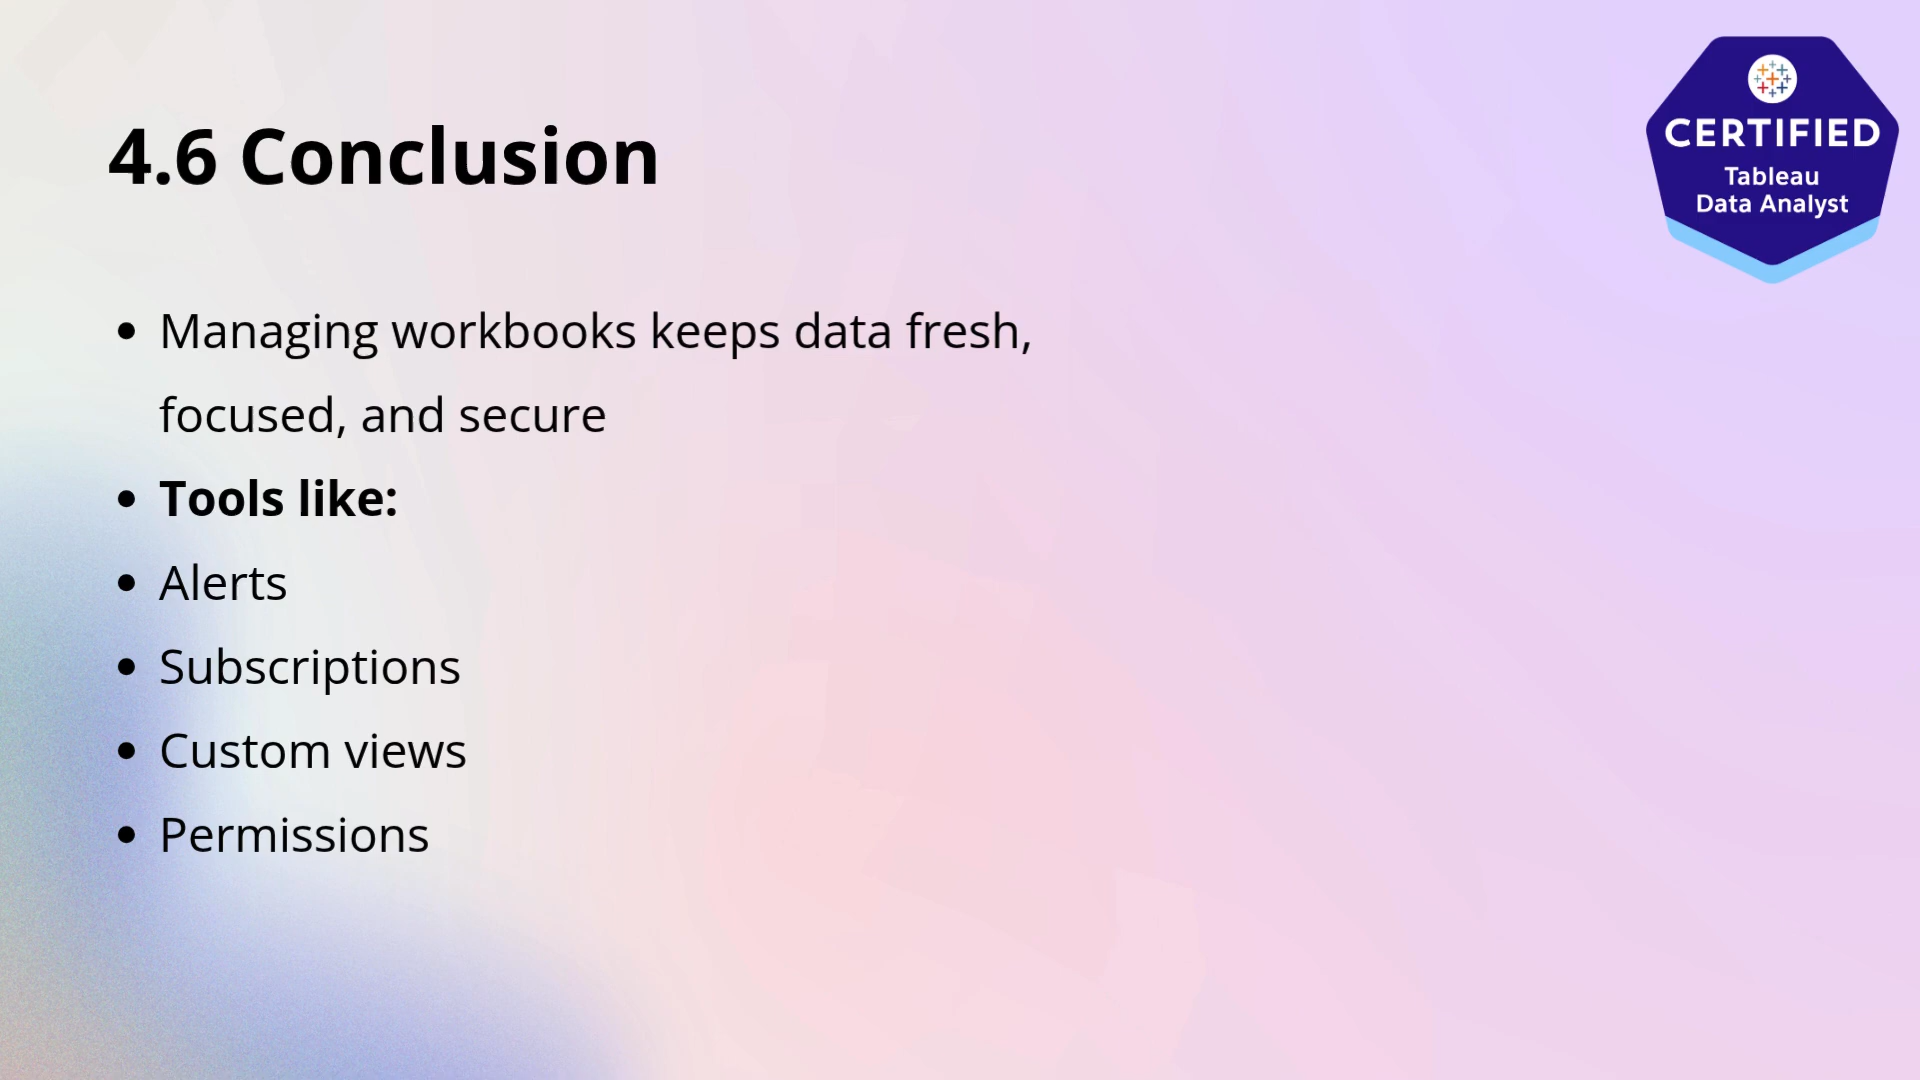 4.6 Conclusion
CERTIFIED
Tableau
Data Analyst
• Managing workbooks keeps data fresh,
focused, and secure
• Tools like:
• Alerts
• Subscriptions
• Custom views
• Permissions